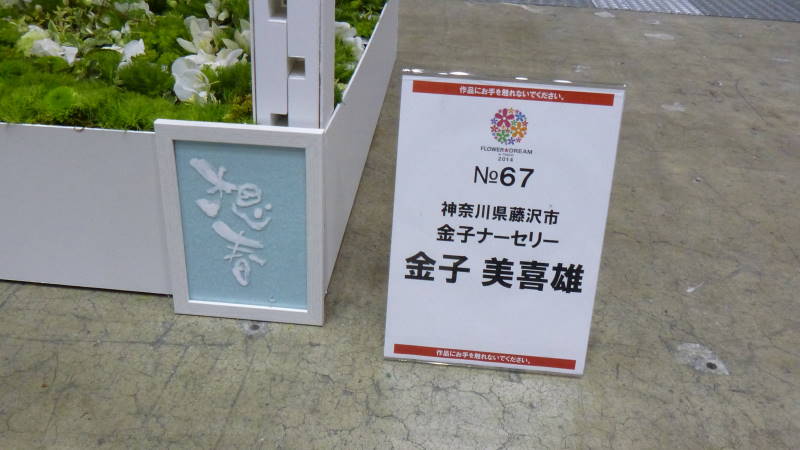 想春
作品にお手を触れないでください。
FLOWER★DREAM
in TOKYO
2014
№67
神奈川県藤沢市
金子ナーセリー
金子 美喜雄
作品にお手を触れないでください。